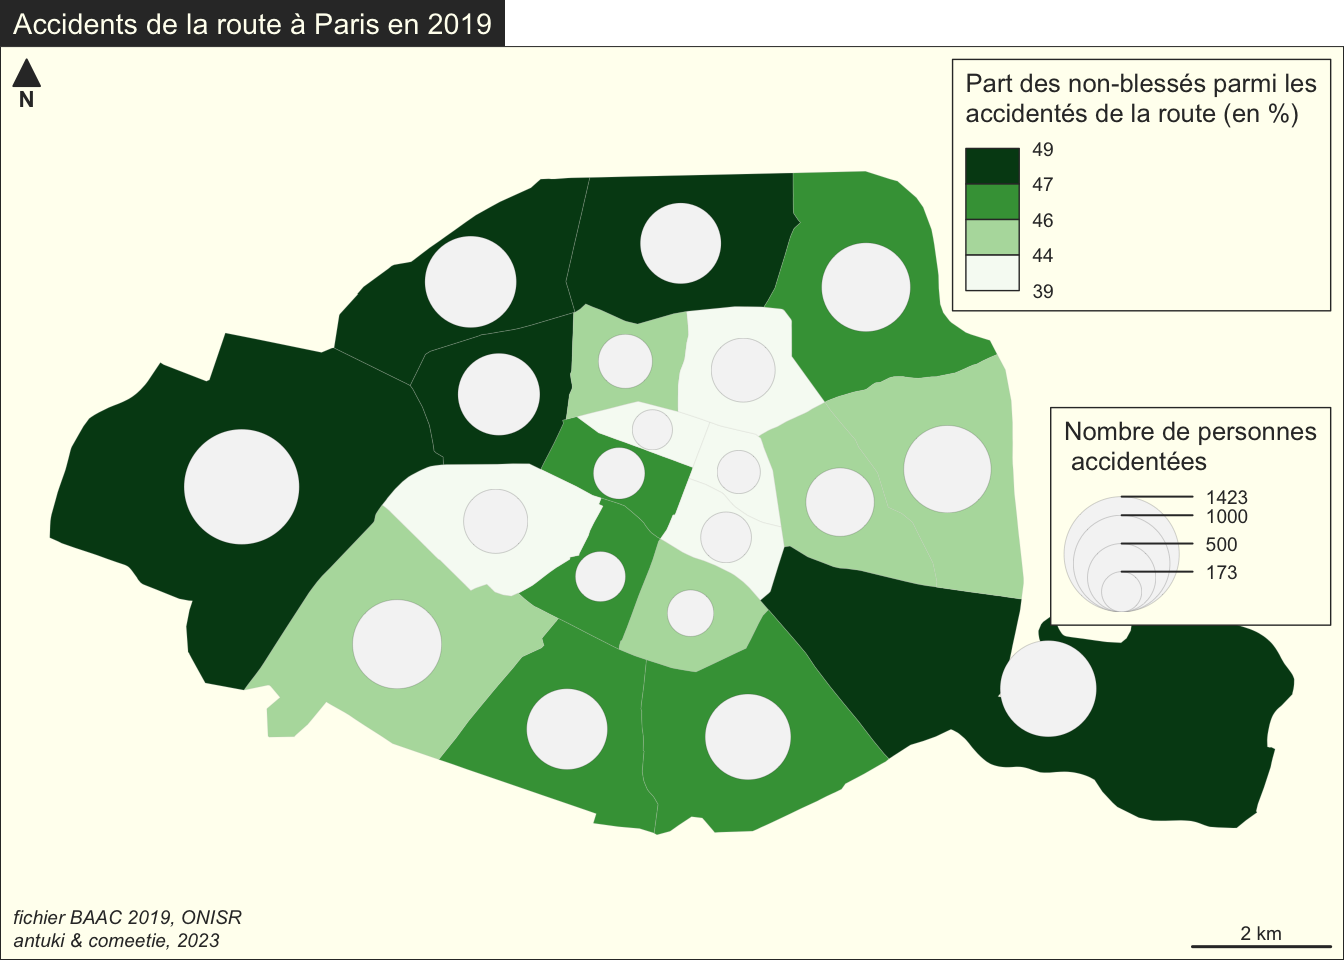 Accidents de la route à Paris en 2019
N
Part des non-blessés parmi les
accidentés de la route (en %)
49
47
46
44
39
Nombre de personnes
accidentées
1423
1000
500
173
fichier BAAC 2019, ONISR
antuki & comeetie, 2023
2 km